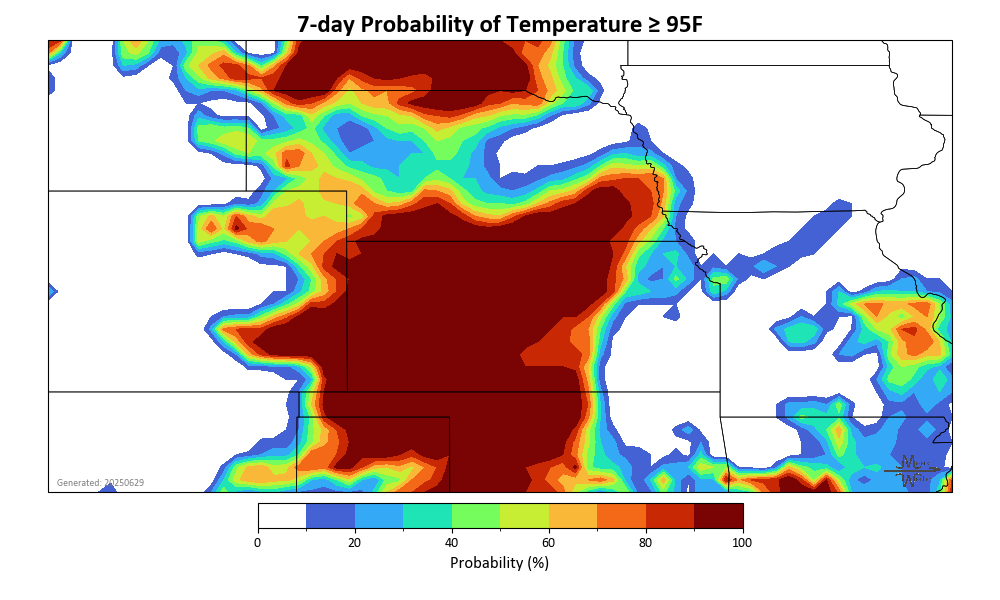 7-day Probability of Temperature ≥ 95F
Generated: 20250629
0 20 40 60 80 100
Probability (%)